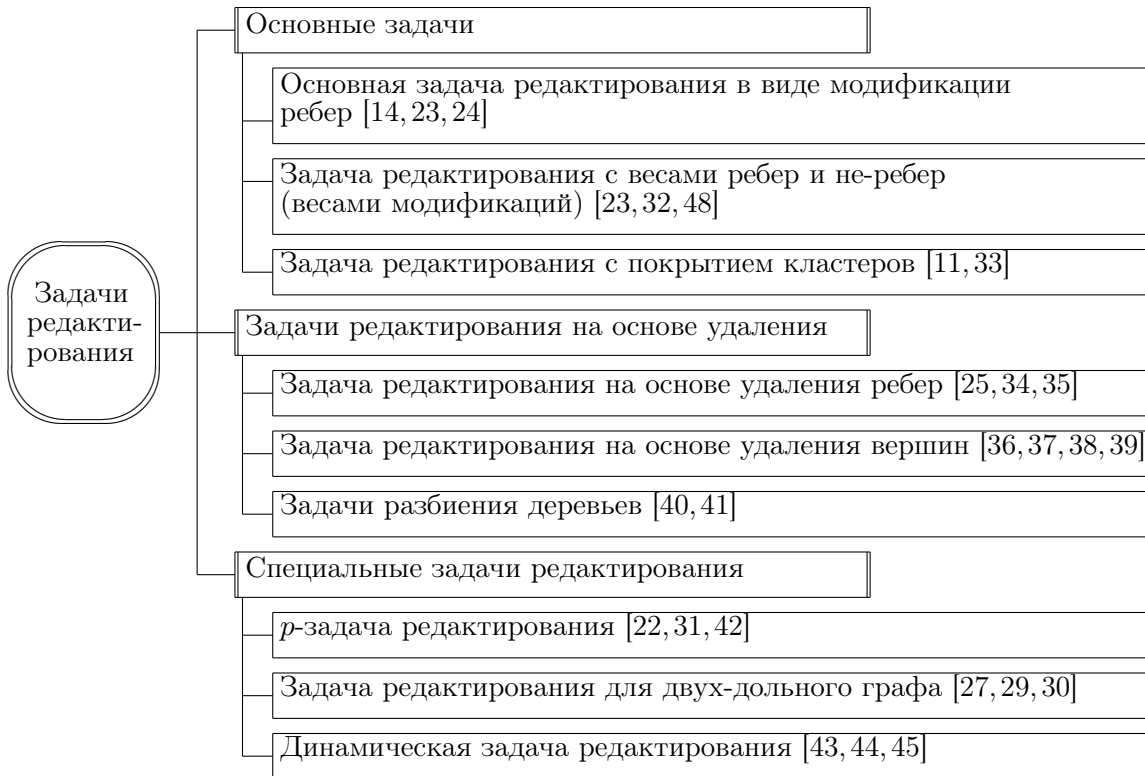 Основные задачи
Основная задача редактирования в виде модификации
ребер [14, 23, 24]
Задача редактирования с весами ребер и не-ребер
(весами модификаций) [23, 32, 48]
Задача редактирования с покрытием кластеров [11, 33]
Задачи
редакти-
рования
Задачи редактирования на основе удаления
Задача редактирования на основе удаления ребер [25, 34, 35]
Задача редактирования на основе удаления вершин [36, 37, 38, 39]
Задачи разбиения деревьев [40, 41]
Специальные задачи редактирования
p-задача редактирования [22, 31, 42]
Задача редактирования для двух-дольного графа [27, 29, 30]
Динамическая задача редактирования [43, 44, 45]